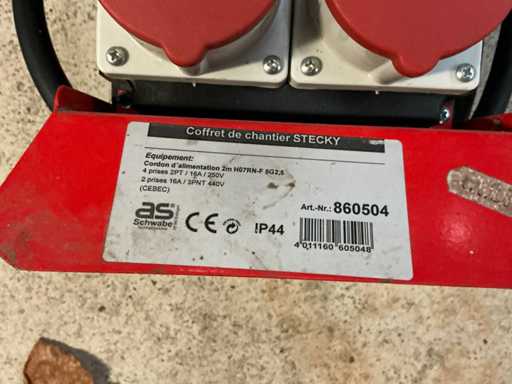 Coffret de chantier STECKY
Equipement:
Cordon d'alimentation 2m H07RN-F 5G2,5
4 prises 2PT / 16A / 250V
2 prises 16A / 3PNT 440V
(CEBEC)
as
Schwabe
CE
IP44
Art.-Nr.: 860504
4 011160 605048